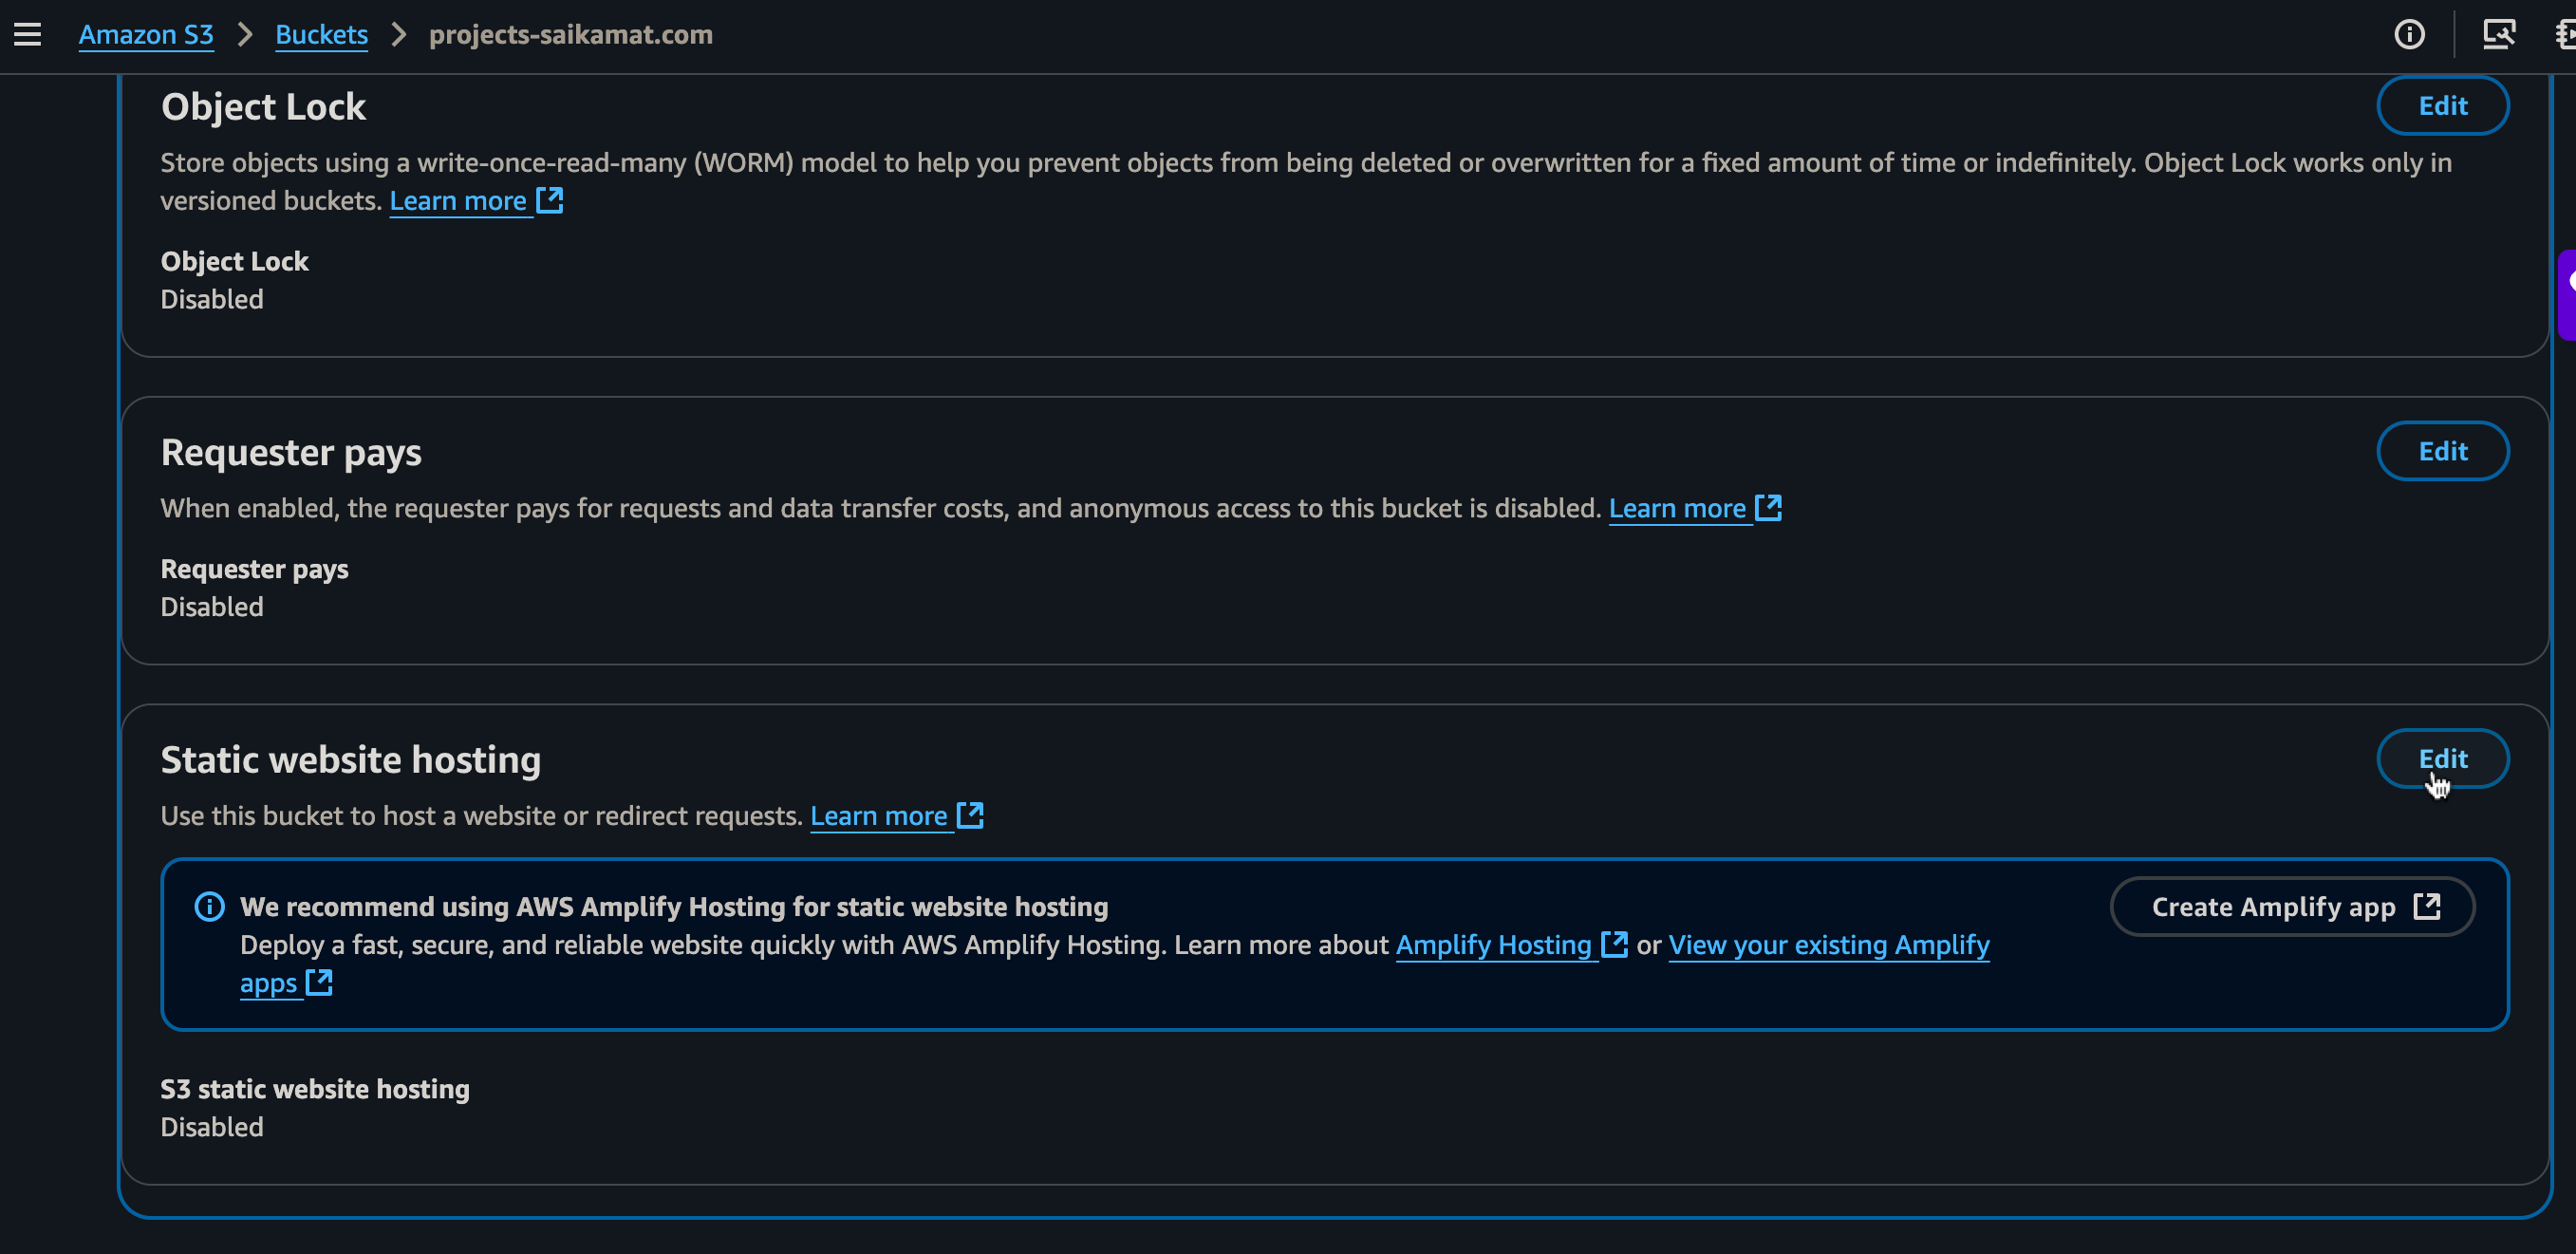 Amazon S3 > Buckets > projects-saikamat.com
Object Lock
Edit
Store objects using a write-once-read-many (WORM) model to help you prevent objects from being deleted or overwritten for a fixed amount of time or indefinitely. Object Lock works only in
versioned buckets. Learn more
Object Lock
Disabled
Requester pays
Edit
When enabled, the requester pays for requests and data transfer costs, and anonymous access to this bucket is disabled. Learn more
Requester pays
Disabled
Static website hosting
Edit
Use this bucket to host a website or redirect requests. Learn more
We recommend using AWS Amplify Hosting for static website hosting
Create Amplify app
Deploy a fast, secure, and reliable website quickly with AWS Amplify Hosting. Learn more about Amplify Hosting or View your existing Amplify
apps
S3 static website hosting
Disabled